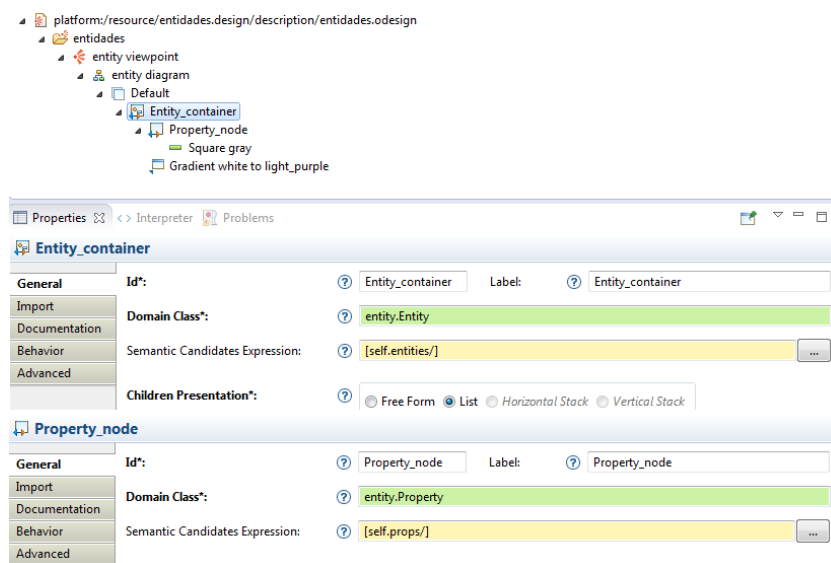 platform:/resource/entidades.design/description/entidades.odesign
entidades
entity viewpoint
entity diagram
Default
Entity_container
Property_node
Square gray
Gradient white to light_purple
Properties Interpreter Problems
Entity_container
General Id*: ? Entity_container Label: ? Entity_container
Import
Domain Class*: ? entity.Entity
Documentation
Behavior Semantic Candidates Expression: ? [self.entities/] ...
Advanced
Children Presentation*: ? Free Form List Horizontal Stack Vertical Stack
Property_node
General Id*: ? Property_node Label: ? Property_node
Import
Domain Class*: ? entity.Property
Documentation
Behavior Semantic Candidates Expression: ? [self.props/] ...
Advanced